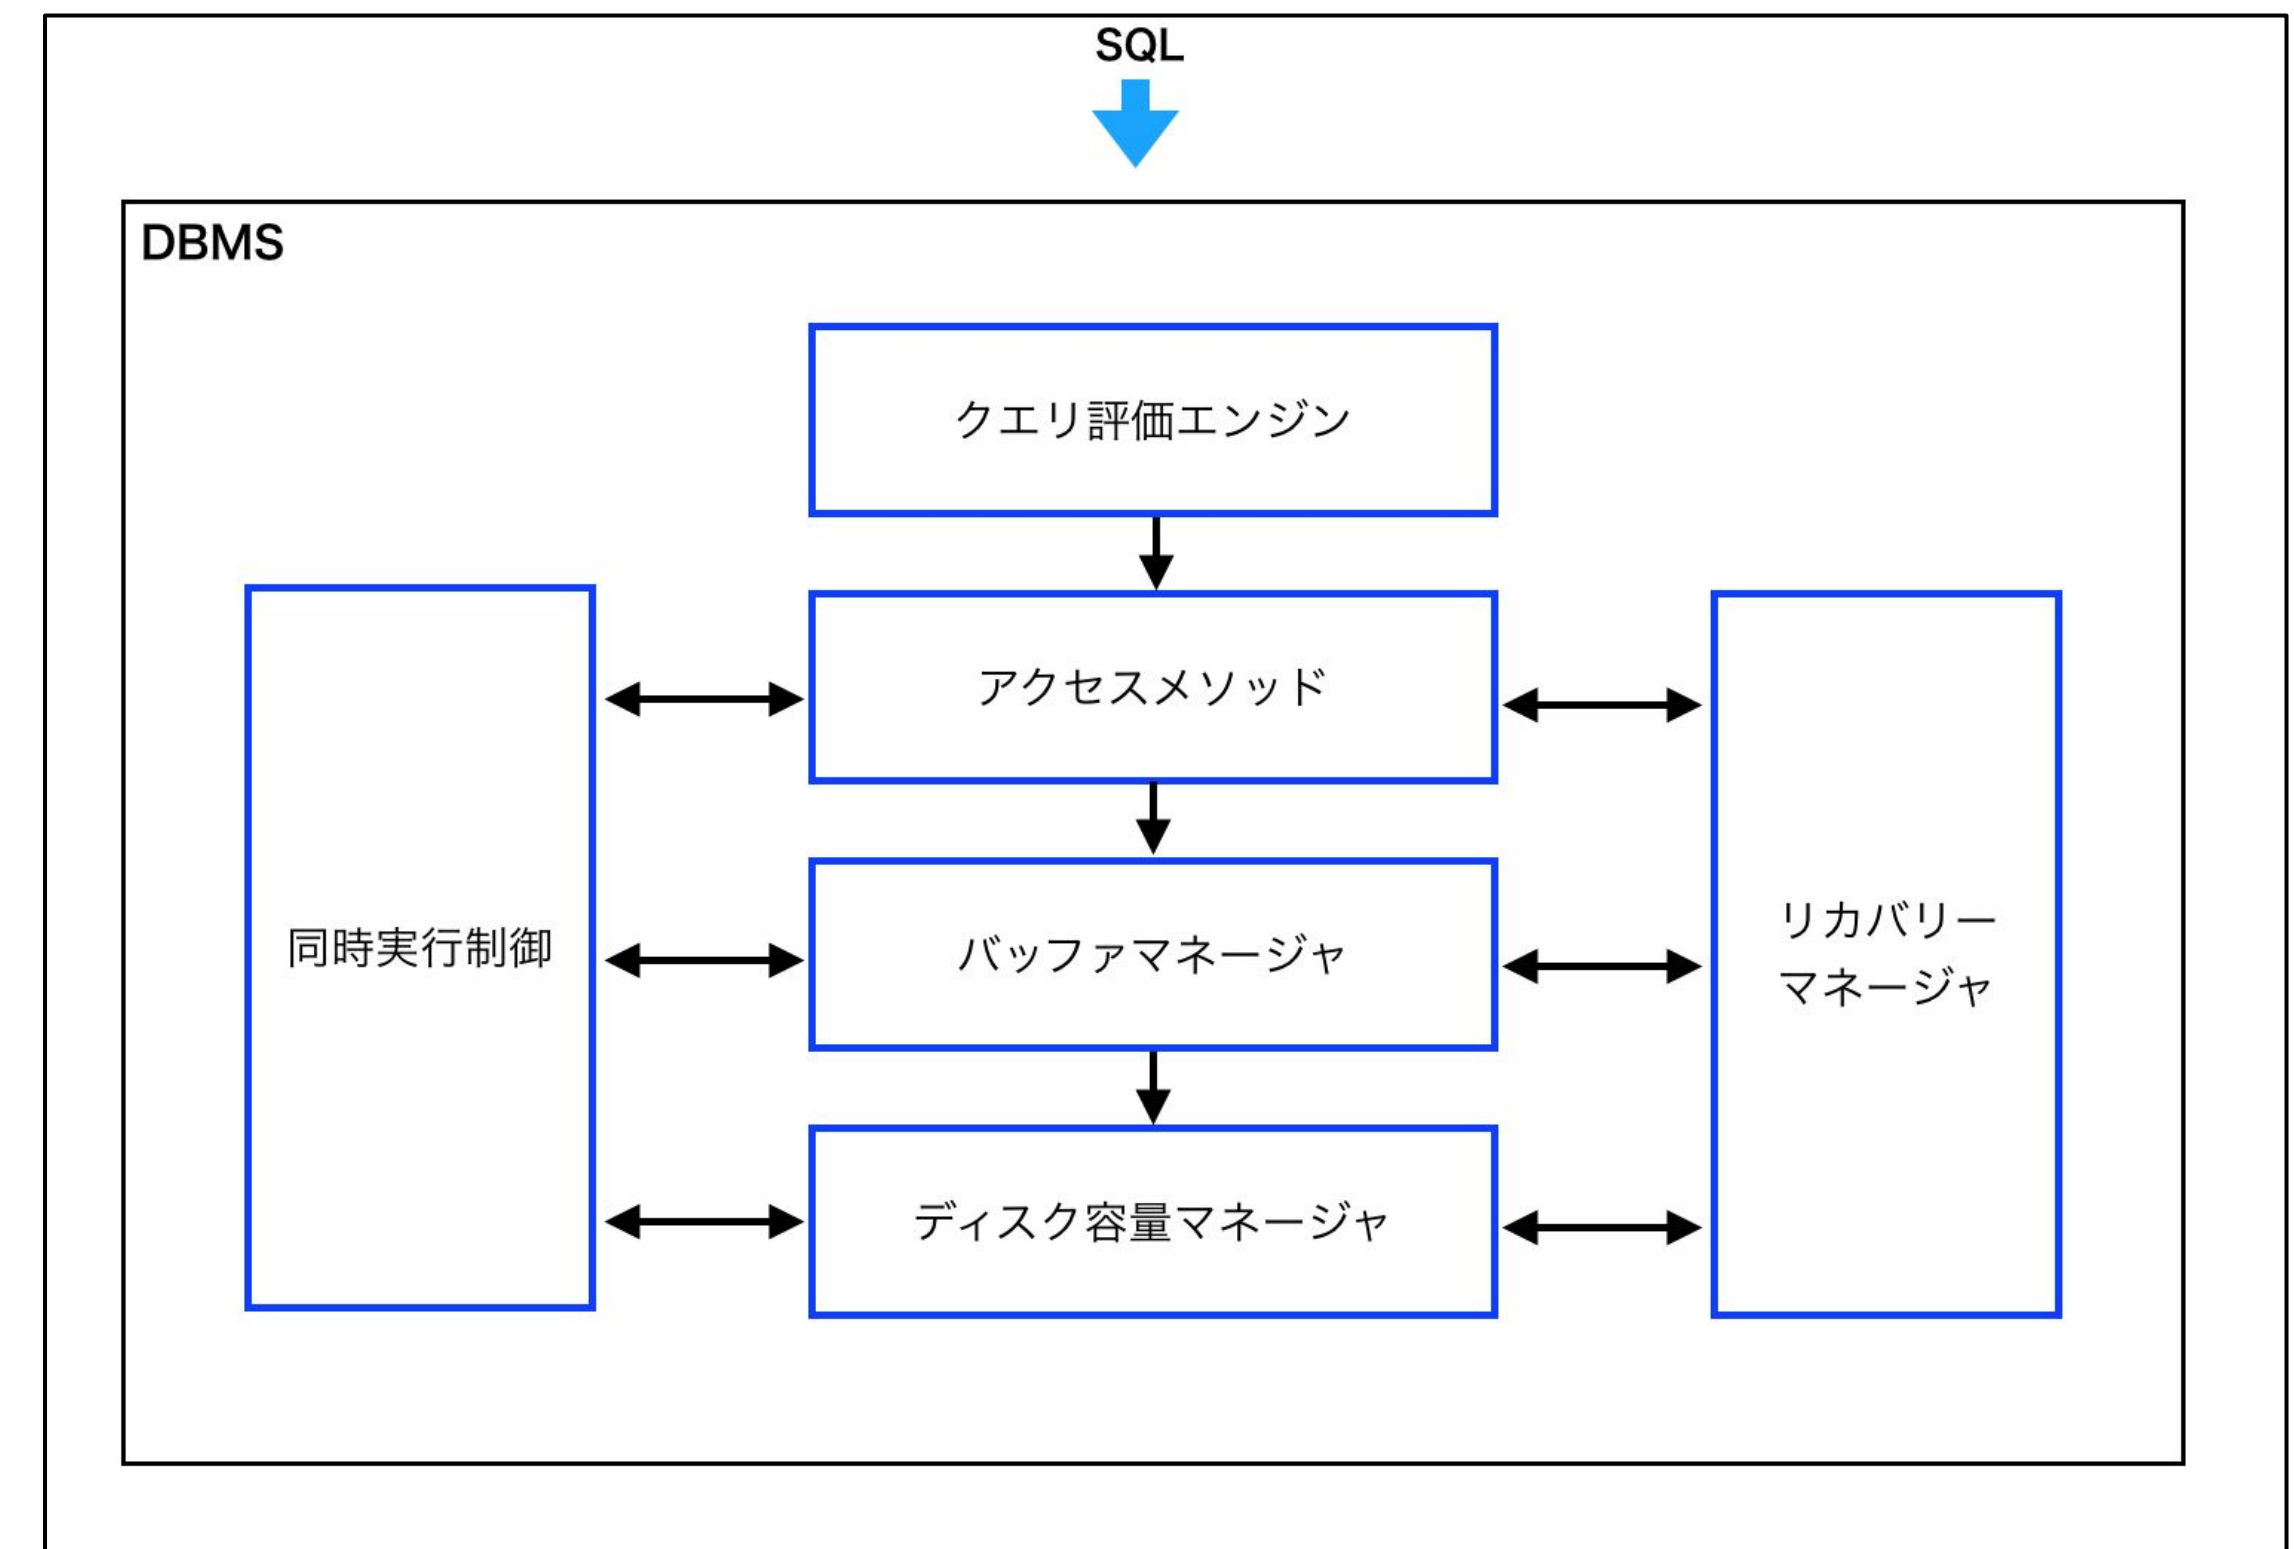 SQL
DBMS
クエリ評価エンジン
アクセスメソッド
同時実行制御
バッファマネージャ
リカバリー
マネージャ
ディスク容量マネージャ